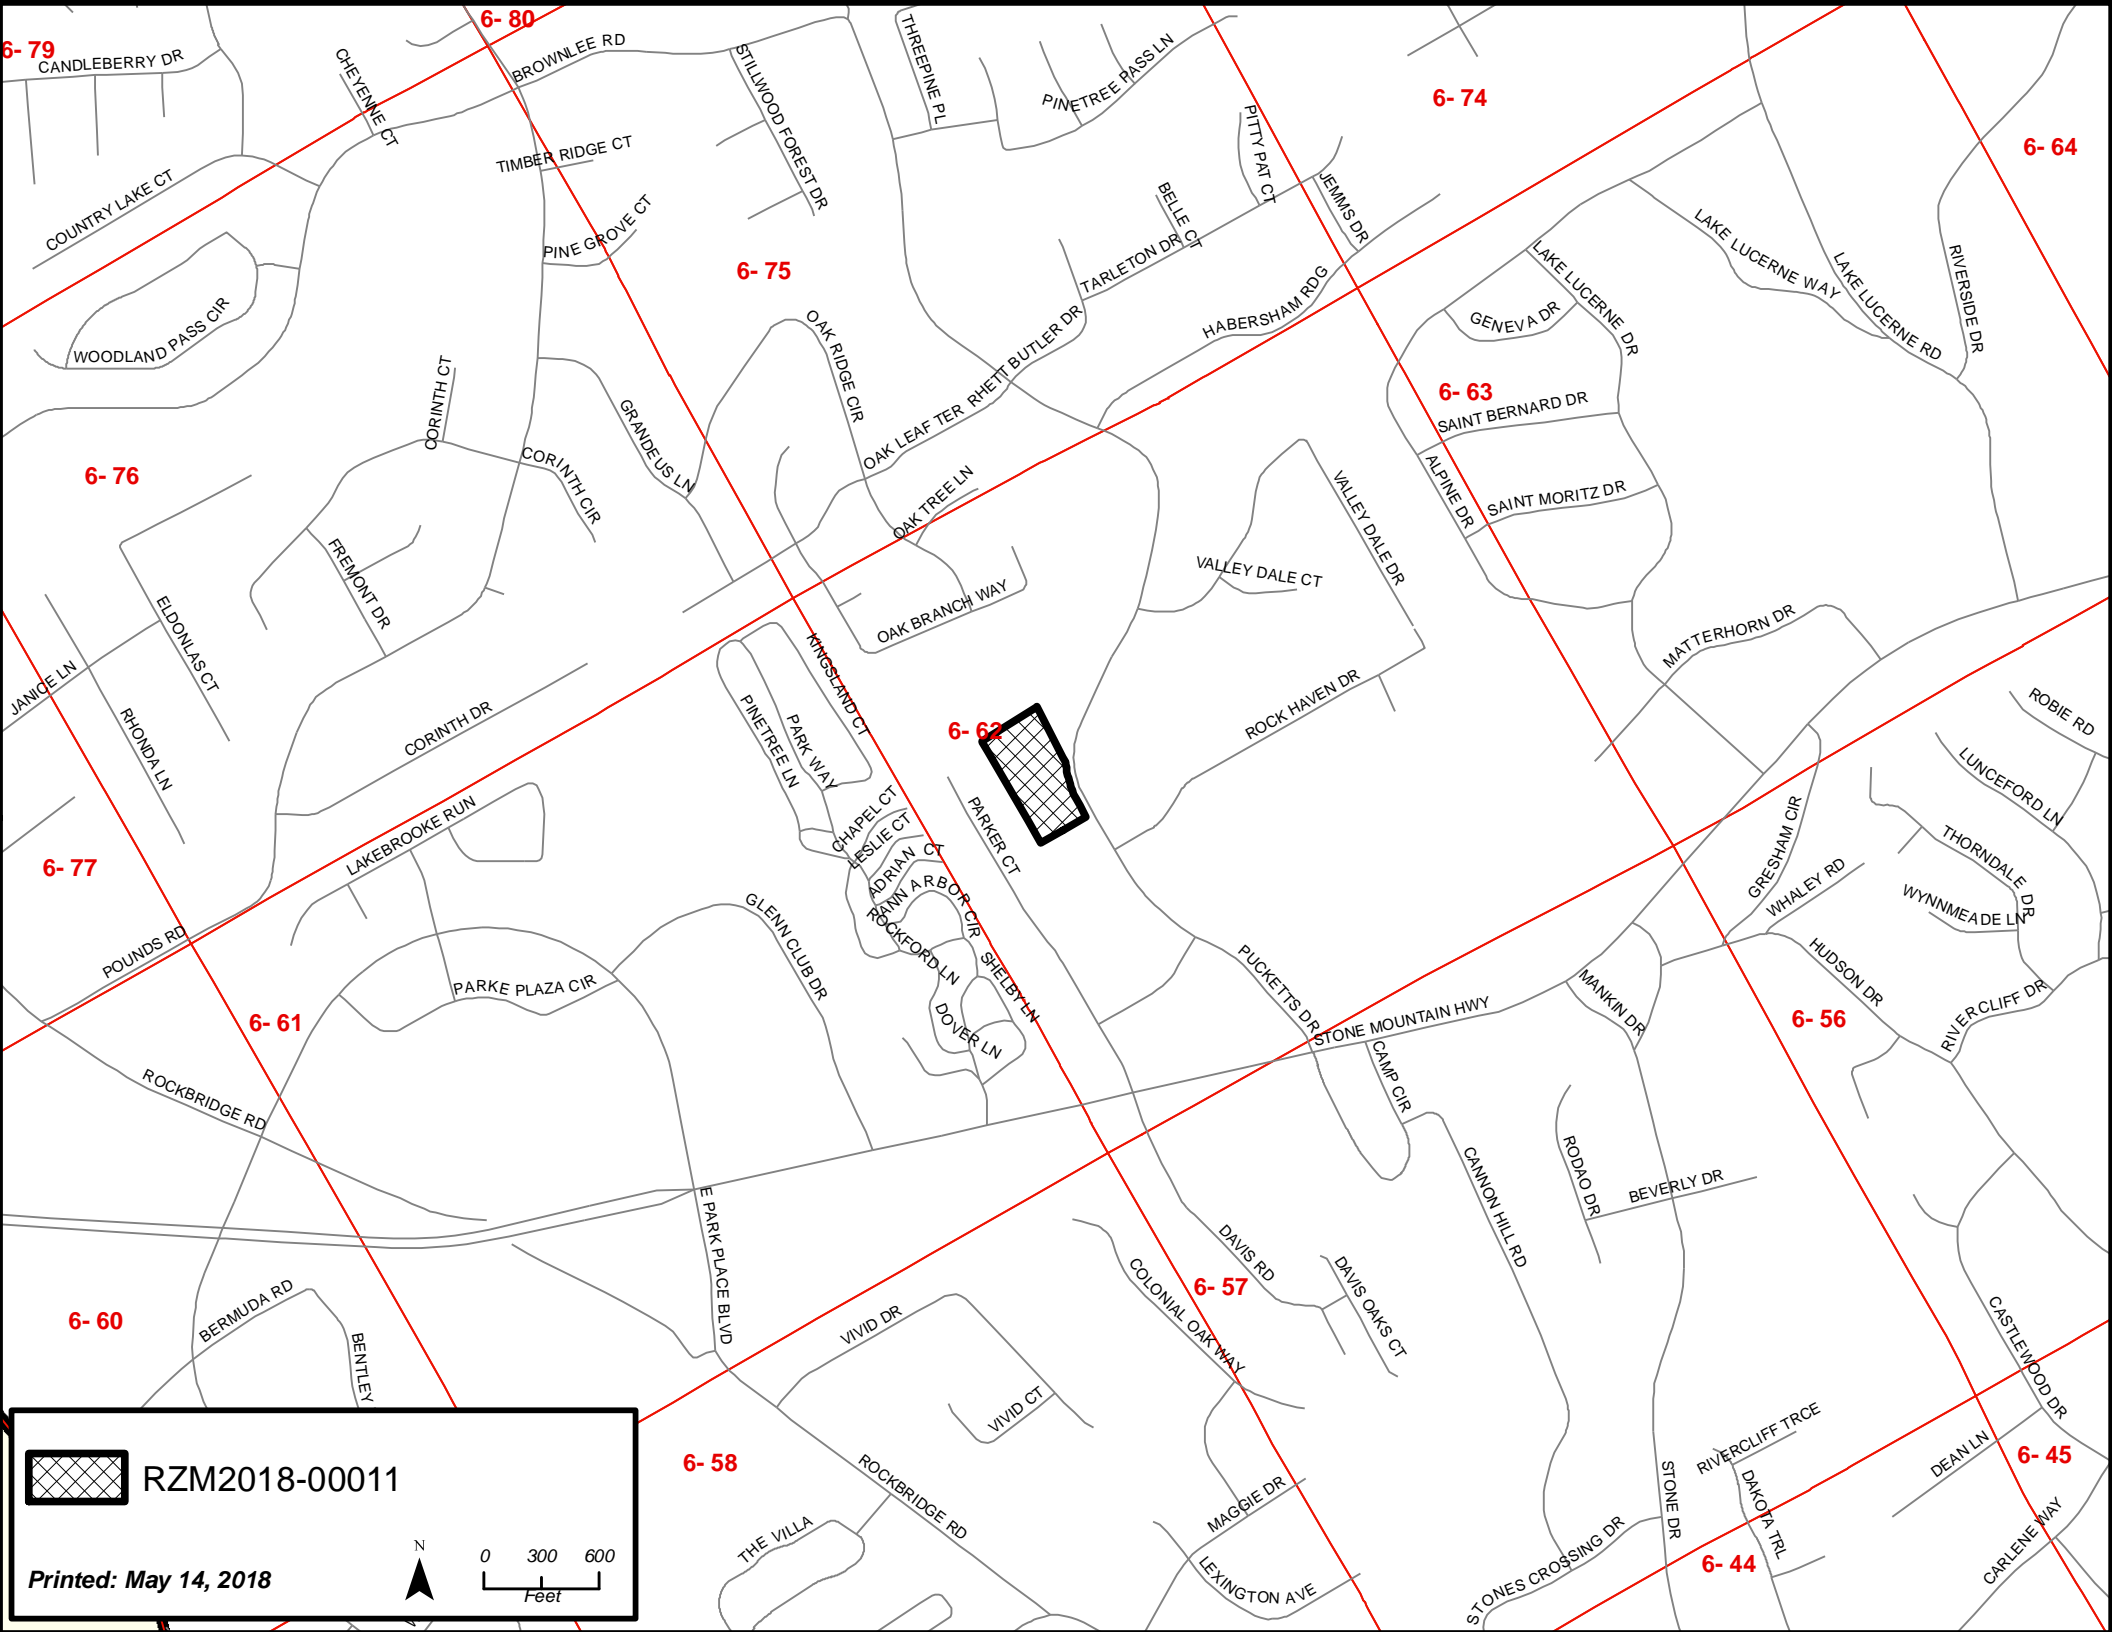 6- 80
6- 79
CANDLEBERRY DR
CHEYENNE CT
BROWNLEE RD
STILLWOOD FOREST DR
THREEPINE PL
PINETREE PASS LN
6- 74
PITTY PAT CT
6- 64
TIMBER RIDGE CT
COUNTRY LAKE CT
PINE GROVE CT
BELLE CT
JEMMS DR
TARLETON DR
6- 75
LAKE LUCERNE WAY
LAKE LUCERNE DR
LAKE LUCERNE RD
RIVERSIDE DR
WOODLAND PASS CIR
OAK RIDGE CIR
RHETT BUTLER DR
HABERSHAM RDG
GENEVA DR
CORINTH CT
GRANDEUS LN
OAK LEAF TER
6- 63
SAINT BERNARD DR
6- 76
CORINTH CIR
OAK TREE LN
VALLEY DALE DR
ALPINE DR
SAINT MORITZ DR
FREMONT DR
VALLEY DALE CT
ELDONLAS CT
OAK BRANCH WAY
MATTERHORN DR
JANICE LN
KINGSLAND CT
RHONDA LN
PINETREE LN
PARK WAY
CORINTH DR
6- 62
ROCK HAVEN DR
ROBIE RD
LUNCEFORD LN
LAKEBROOKE RUN
CHAPEL CT
LESLIE CT
PARKER CT
GRESHAM CIR
6- 77
ADRIAN CT
THORNDALE DR
WHALEY RD
ANN ARBOR CIR
WYNNMEADE LN
POUNDS RD
GLENN CLUB DR
ROCKFORD LN
SHELBY LN
PUCKETTS DR
HUDSON DR
PARKE PLAZA CIR
MANKIN DR
RIVERCLIFF DR
6- 61
DOVER LN
STONE MOUNTAIN HWY
6- 56
ROCKBRIDGE RD
CAMP CIR
CANNON HILL RD
RODAO DR
BEVERLY DR
E PARK PLACE BLVD
DAVIS RD
6- 57
DAVIS OAKS CT
COLONIAL OAK WAY
6- 60
BERMUDA RD
BENTLEY
VIVID DR
CASTLEWOOD DR
VIVID CT
RIVERCLIFF TRCE
DEAN LN
6- 45
6- 58
ROCKBRIDGE RD
MAGGIE DR
STONE DR
DAKOTA TRL
CARLENE WAY
THE VILLA
LEXINGTON AVE
STONES CROSSING DR
6- 44
RZM2018-00011
N
0 300 600
Feet
Printed: May 14, 2018